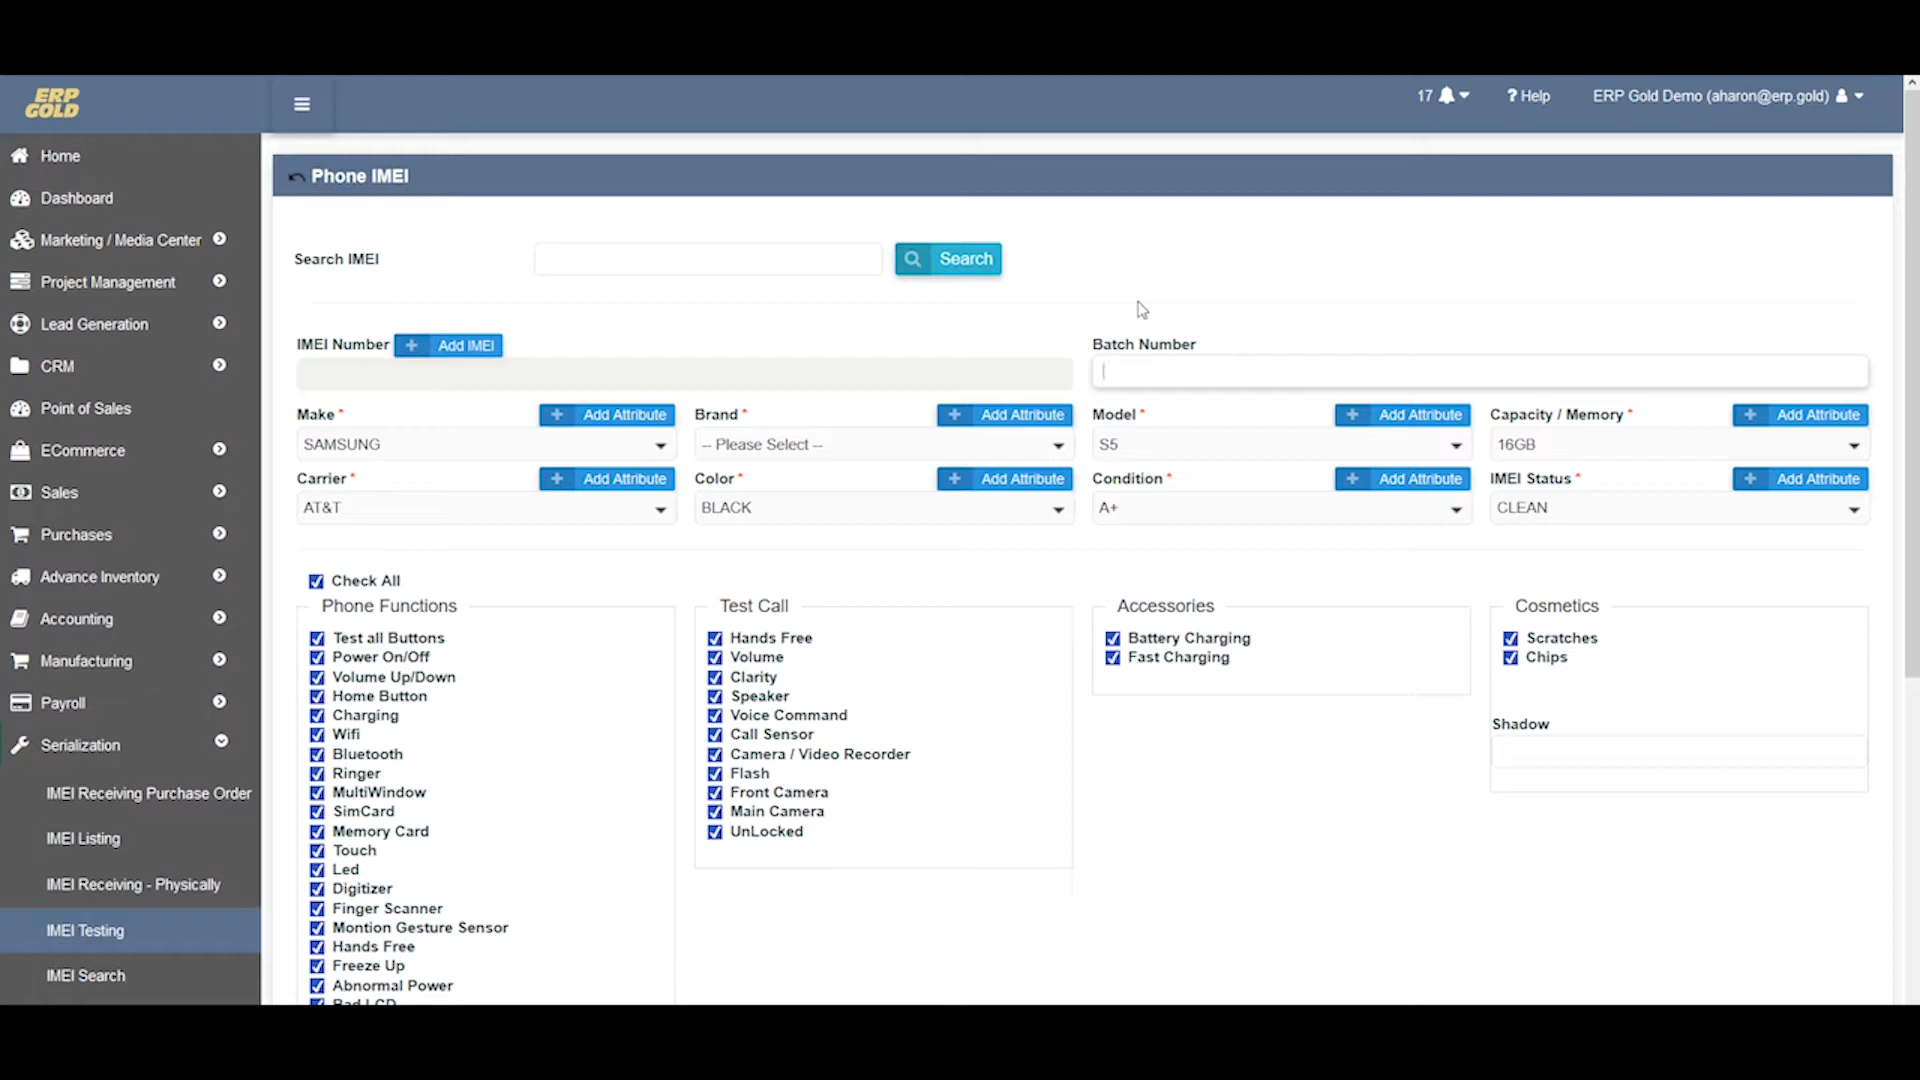 ERP
GOLD
17
? Help
ERP Gold Demo (aharon@erp.gold)
Home
Dashboard
Marketing / Media Center
Project Management
Lead Generation
CRM
Point of Sales
ECommerce
Sales
Purchases
Advance Inventory
Accounting
Manufacturing
Payroll
Serialization
IMEI Receiving Purchase Order
IMEI Listing
IMEI Receiving - Physically
IMEI Testing
IMEI Search
Phone IMEI
Search IMEI
Search
IMEI Number + Add IMEI
Batch Number
Make * + Add Attribute
Brand * + Add Attribute
Model * + Add Attribute
Capacity / Memory * + Add Attribute
SAMSUNG
-- Please Select --
S5
16GB
Carrier * + Add Attribute
Color * + Add Attribute
Condition * + Add Attribute
IMEI Status * + Add Attribute
AT&T
BLACK
A+
CLEAN
Check All
Phone Functions
Test all Buttons
Power On/Off
Volume Up/Down
Home Button
Charging
Wifi
Bluetooth
Ringer
MultiWindow
SimCard
Memory Card
Touch
Led
Digitizer
Finger Scanner
Montion Gesture Sensor
Hands Free
Freeze Up
Abnormal Power
Bad LCD
Test Call
Hands Free
Volume
Clarity
Speaker
Voice Command
Call Sensor
Camera / Video Recorder
Flash
Front Camera
Main Camera
UnLocked
Accessories
Battery Charging
Fast Charging
Cosmetics
Scratches
Chips
Shadow